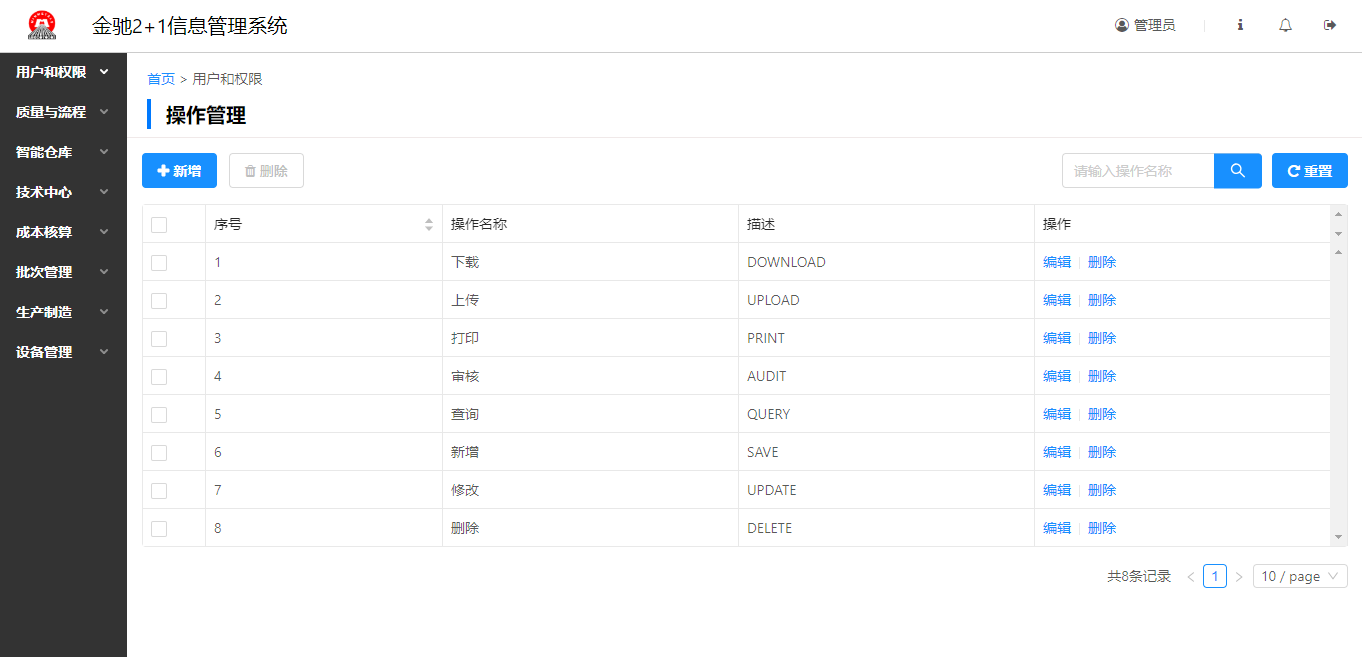 金驰2+1信息管理系统
管理员
用户和权限
质量与流程
智能仓库
技术中心
成本核算
批次管理
生产制造
设备管理
首页 > 用户和权限
操作管理
新增 删除
请输入操作名称 重置
序号 操作名称 描述 操作
1 下载 DOWNLOAD 编辑 删除
2 上传 UPLOAD 编辑 删除
3 打印 PRINT 编辑 删除
4 审核 AUDIT 编辑 删除
5 查询 QUERY 编辑 删除
6 新增 SAVE 编辑 删除
7 修改 UPDATE 编辑 删除
8 删除 DELETE 编辑 删除
共8条记录 < 1 > 10 / page